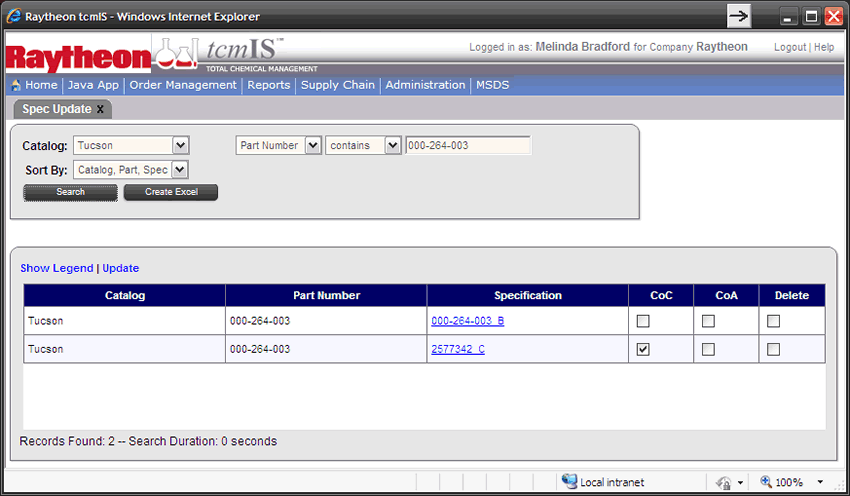 Raytheon tcmIS - Windows Internet Explorer
Raytheon tcmIS™ Logged in as: Melinda Bradford for Company Raytheon Logout | Help
TOTAL CHEMICAL MANAGEMENT
Home | Java App | Order Management | Reports | Supply Chain | Administration | MSDS
Spec Update X
Catalog: Tucson Part Number contains 000-264-003
Sort By: Catalog, Part, Spec
Search Create Excel
Show Legend | Update
Catalog Part Number Specification CoC CoA Delete
Tucson 000-264-003 000-264-003_B
Tucson 000-264-003 2577342_C
Records Found: 2 -- Search Duration: 0 seconds
Local intranet 100%